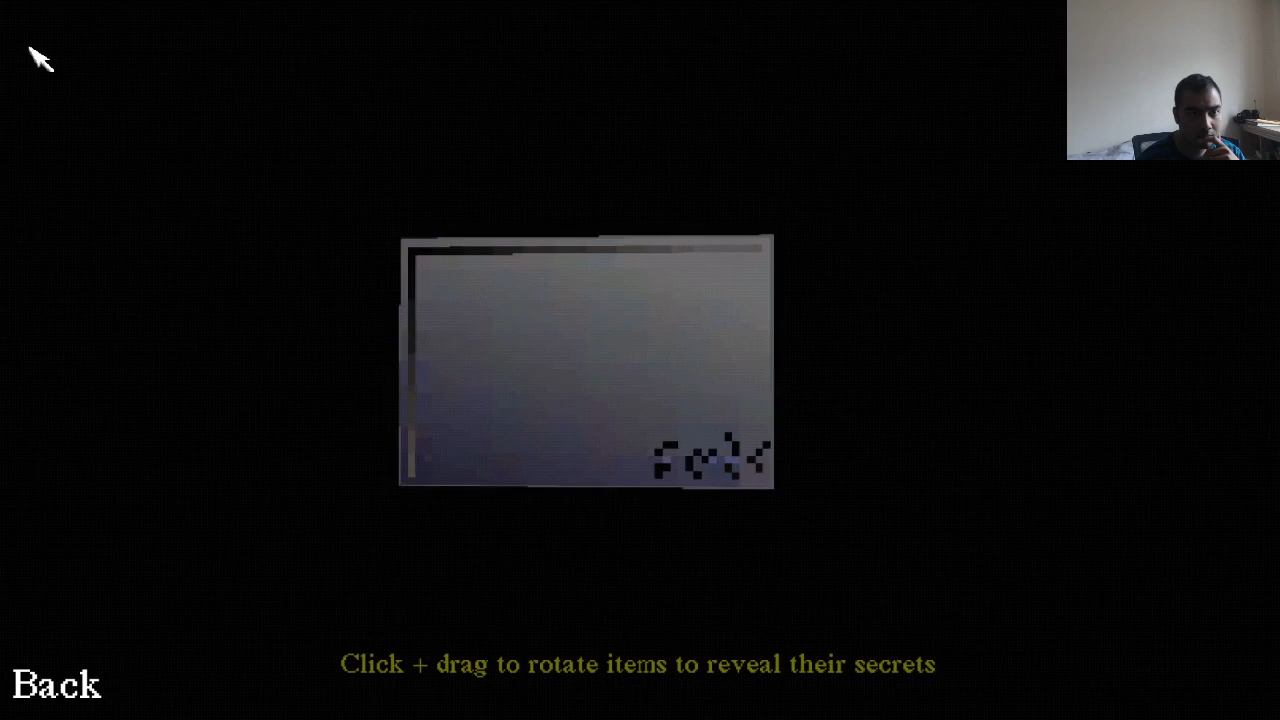 Click + drag to rotate items to reveal their secrets
Back